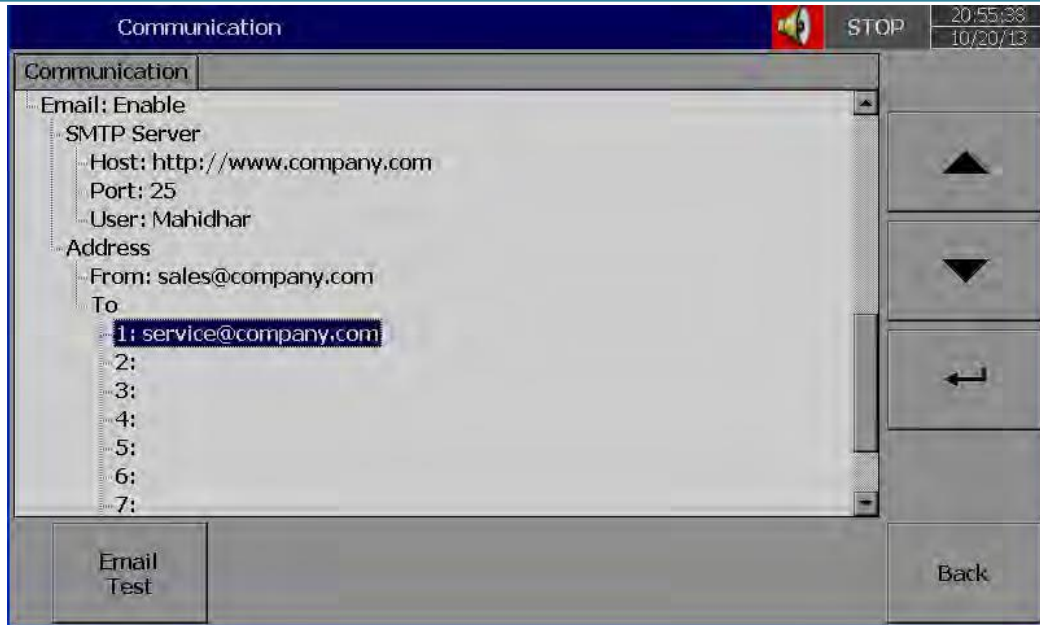 Communication
STOP
20:55:38
10/20/13
Communication
Email: Enable
SMTP Server
Host: http://www.company.com
Port: 25
User: Mahidhar
Address
From: sales@company.com
To
1: service@company.com
2:
3:
4:
5:
6:
7:
Email
Test
Back